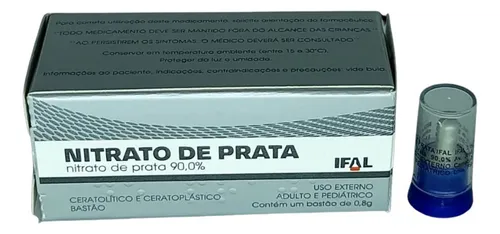 Para correta utilização deste medicamento, solicite orientação do farmacêutico.
"TODO MEDICAMENTO DEVE SER MANTIDO FORA DO ALCANCE DAS CRIANÇAS"
"AO PERSISTIREM OS SINTOMAS, O MÉDICO DEVERÁ SER CONSULTADO"
Conservar em temperatura ambiente (entre 15 e 30°C).
Proteger da luz e umidade.
Informações ao paciente, indicações, contraindicações e precauções: vide bula.
NITRATO DE PRATA
nitrato de prata 90,0%
IFAL
CERATOLÍTICO E CERATOPLÁSTICO
BASTÃO
USO EXTERNO
ADULTO E PEDIÁTRICO
Contém um bastão de 0,8g
IFAL
90,0%